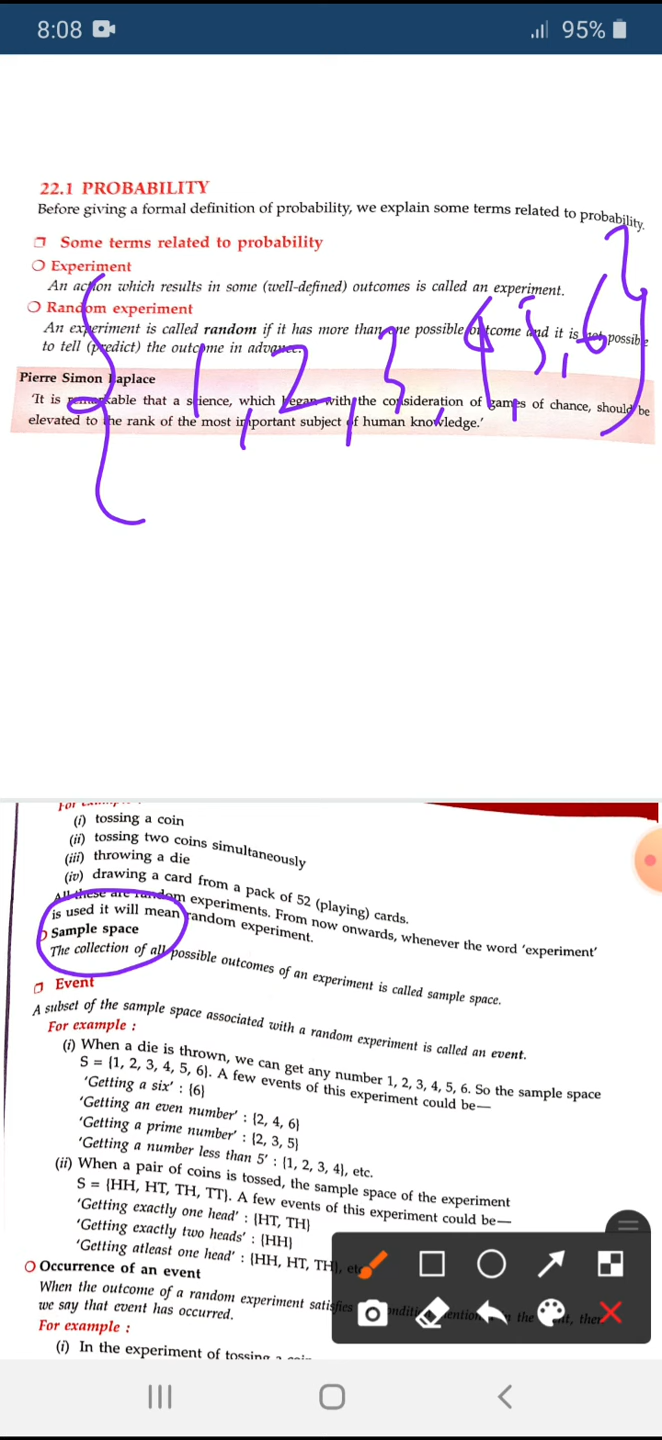 8:08
95%
22.1 PROBABILITY
Before giving a formal definition of probability, we explain some terms related to probability.
Some terms related to probability
Experiment
An action which results in some (well-defined) outcomes is called an experiment.
Random experiment
An experiment is called random if it has more than one possible outcome and it is not possible
to tell (predict) the outcome in advance.
{1, 2, 3, 4, 5, 6}
Pierre Simon Laplace
'It is remarkable that a science, which began with the consideration of games of chance, should be
elevated to the rank of the most important subject of human knowledge.'
For example :
(i) tossing a coin
(ii) tossing two coins simultaneously
(iii) throwing a die
(iv) drawing a card from a pack of 52 (playing) cards.
All these are random experiments. From now onwards, whenever the word 'experiment'
is used it will mean random experiment.
Sample space
The collection of all possible outcomes of an experiment is called sample space.
Event
A subset of the sample space associated with a random experiment is called an event.
For example :
(i) When a die is thrown, we can get any number 1, 2, 3, 4, 5, 6. So the sample space
S = {1, 2, 3, 4, 5, 6}. A few events of this experiment could be—
'Getting a six' : {6}
'Getting an even number' : {2, 4, 6}
'Getting a prime number' : {2, 3, 5}
'Getting a number less than 5' : {1, 2, 3, 4}, etc.
(ii) When a pair of coins is tossed, the sample space of the experiment
S = {HH, HT, TH, TT}. A few events of this experiment could be—
'Getting exactly one head' : {HT, TH}
'Getting exactly two heads' : {HH}
'Getting atleast one head' : {HH, HT, TH}, etc
Occurrence of an event
When the outcome of a random experiment satisfies condition mention in the event, then
we say that event has occurred.
For example :
(i) In the experiment of tossing a coin